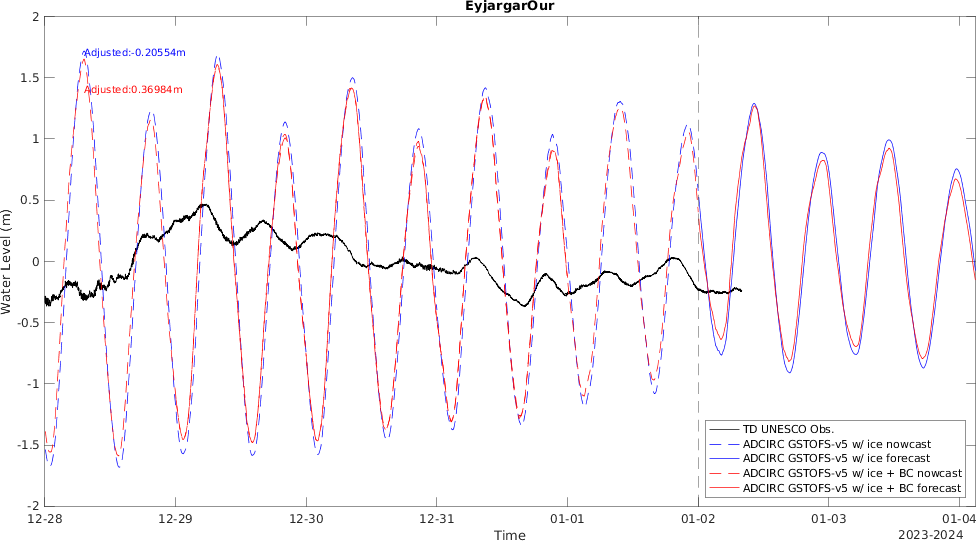 EyjargarOur
2
1.5
1
0.5
0
-0.5
-1
-1.5
-2
Water Level (m)
Adjusted:-0.20554m
Adjusted:0.36984m
TD UNESCO Obs.
ADCIRC GSTOFS-v5 w/ ice nowcast
ADCIRC GSTOFS-v5 w/ ice forecast
ADCIRC GSTOFS-v5 w/ ice + BC nowcast
ADCIRC GSTOFS-v5 w/ ice + BC forecast
12-28 12-29 12-30 12-31 01-01 01-02 01-03 01-04
Time
2023-2024